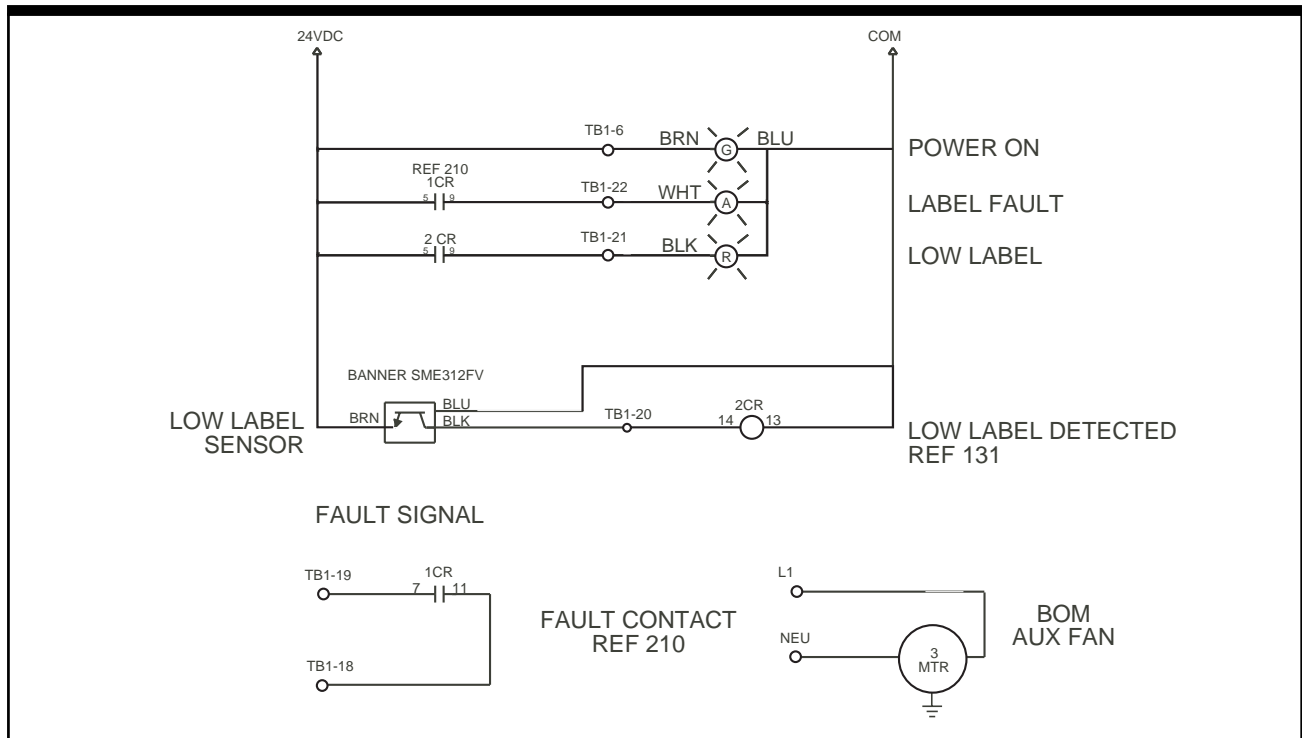 24VDC
COM
TB1-6
BRN
G
BLU
POWER ON
REF 210
1CR
5
9
TB1-22
WHT
A
LABEL FAULT
2 CR
5
9
TB1-21
BLK
R
LOW LABEL
BANNER SME312FV
LOW LABEL
SENSOR
BRN
BLU
BLK
TB1-20
2CR
14
13
LOW LABEL DETECTED
REF 131
FAULT SIGNAL
TB1-19
1CR
7
11
TB1-18
FAULT CONTACT
REF 210
L1
NEU
3
MTR
BOM
AUX FAN